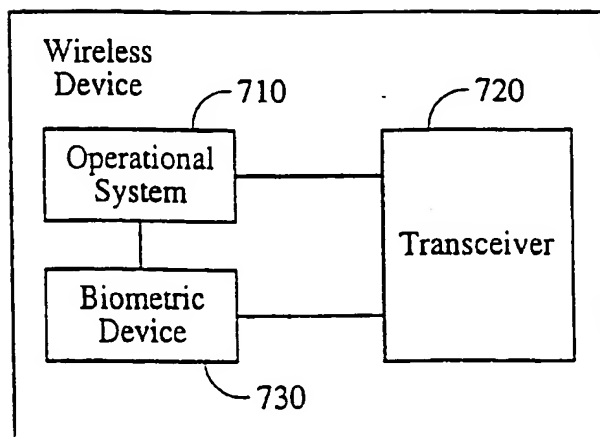 Wireless
Device
710
720
Operational
System
Transceiver
Biometric
Device
730